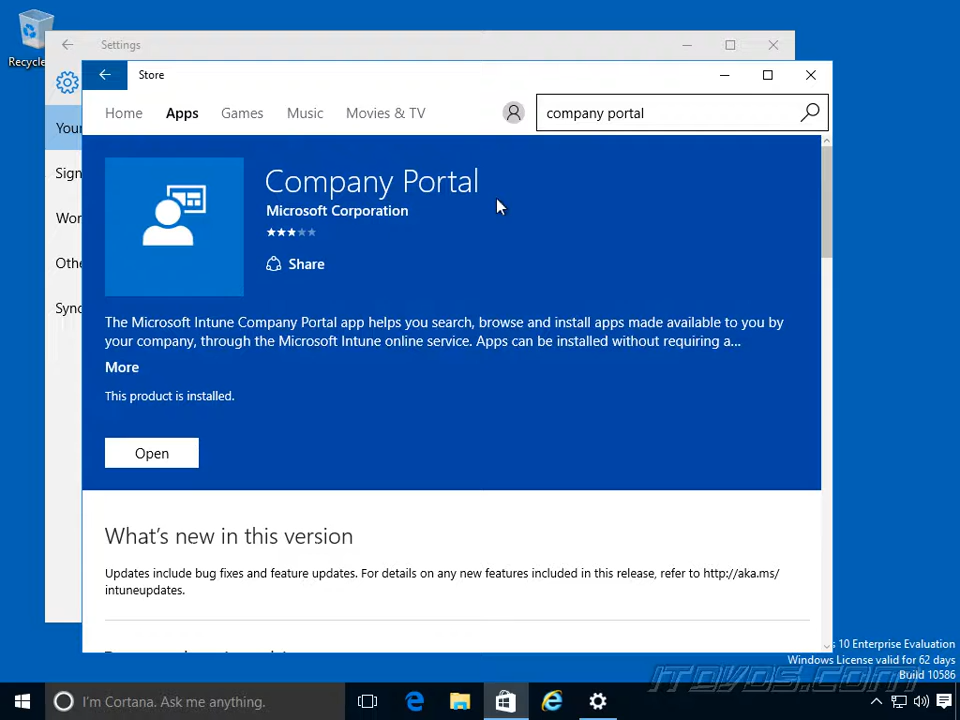 Recycle
Settings
Store
Home Apps Games Music Movies & TV
company portal
Your
Sign
Wor
Othe
Sync
Company Portal
Microsoft Corporation
Share
The Microsoft Intune Company Portal app helps you search, browse and install apps made available to you by
your company, through the Microsoft Intune online service. Apps can be installed without requiring a...
More
This product is installed.
Open
What's new in this version
Updates include bug fixes and feature updates. For details on any new features included in this release, refer to http://aka.ms/
intuneupdates.
10 Enterprise Evaluation
Windows License valid for 62 days
Build 10586
ITDVDS.COM
I'm Cortana. Ask me anything.